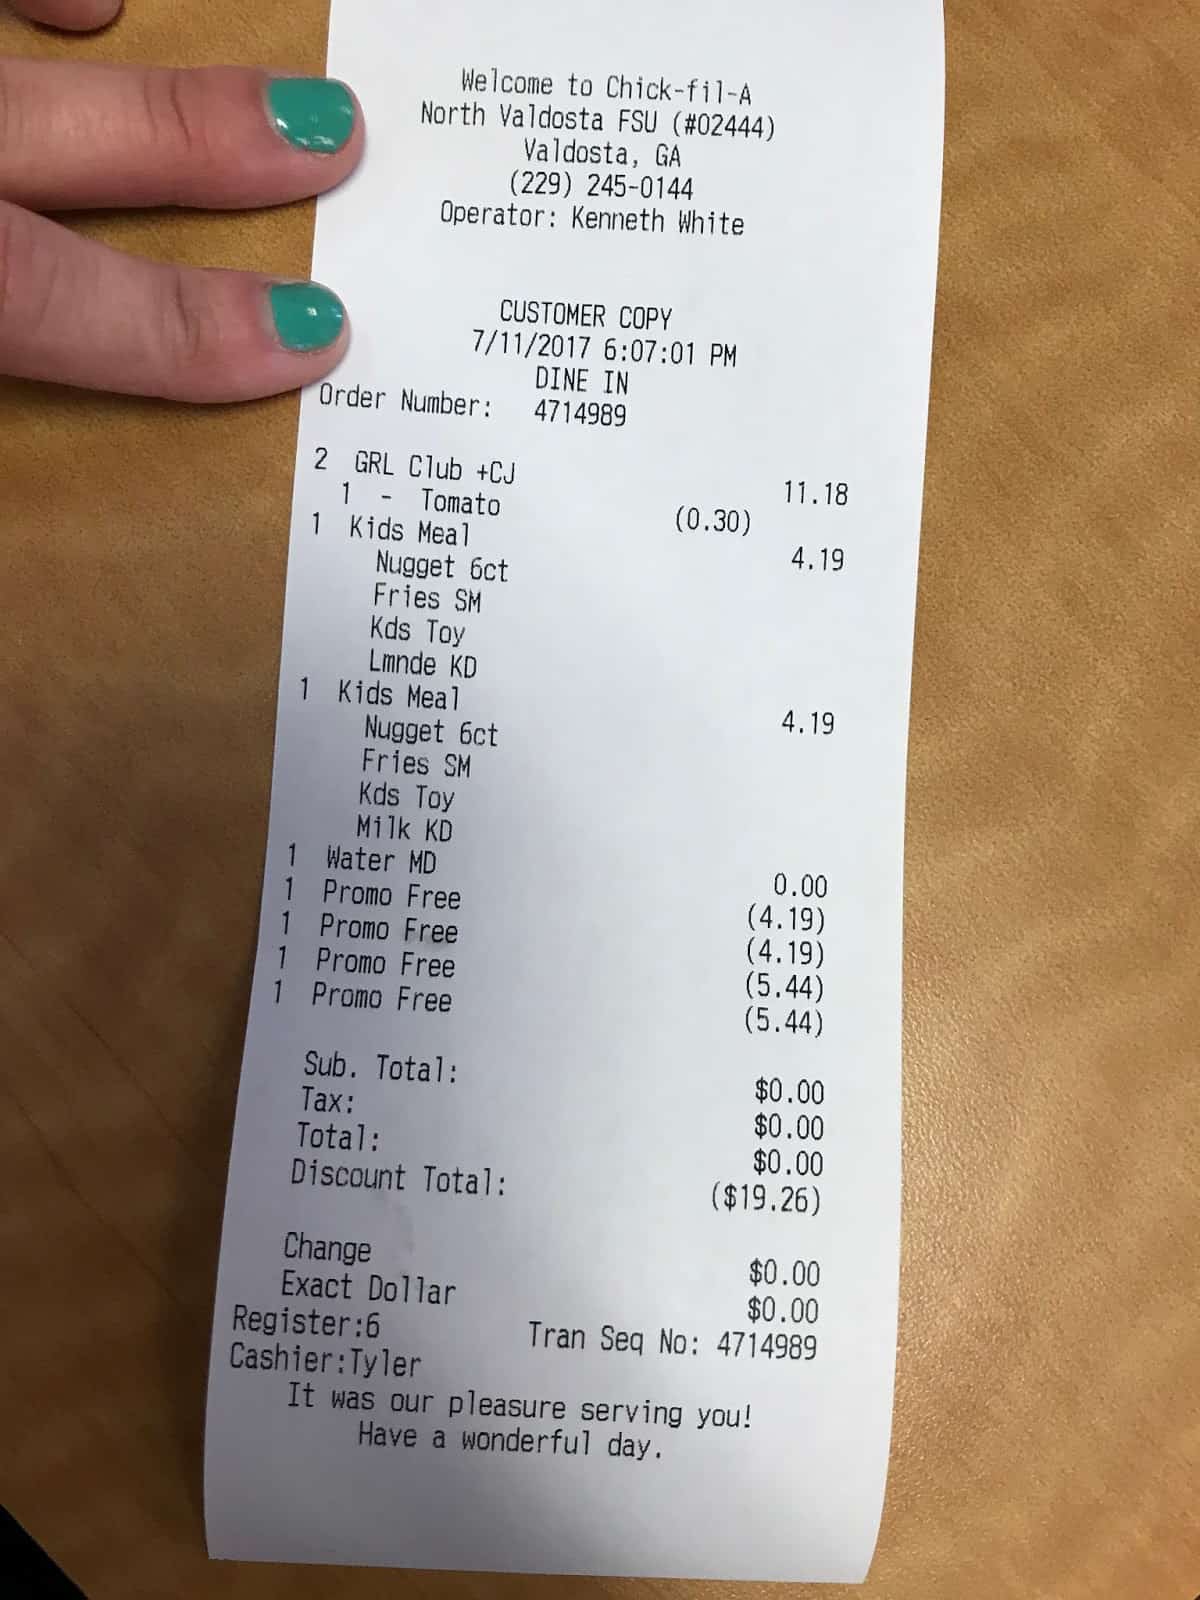 Welcome to Chick-fil-A
North Valdosta FSU (#02444)
Valdosta, GA
(229) 245-0144
Operator: Kenneth White
CUSTOMER COPY
7/11/2017 6:07:01 PM
DINE IN
Order Number: 4714989
2 GRL Club +CJ 11.18
1 - Tomato (0.30)
1 Kids Meal 4.19
Nugget 6ct
Fries SM
Kds Toy
Lmnde KD
1 Kids Meal 4.19
Nugget 6ct
Fries SM
Kds Toy
Milk KD
1 Water MD 0.00
1 Promo Free (4.19)
1 Promo Free (4.19)
1 Promo Free (5.44)
1 Promo Free (5.44)
Sub. Total: $0.00
Tax: $0.00
Total: $0.00
Discount Total: ($19.26)
Change $0.00
Exact Dollar $0.00
Register:6 Tran Seq No: 4714989
Cashier:Tyler
It was our pleasure serving you!
Have a wonderful day.